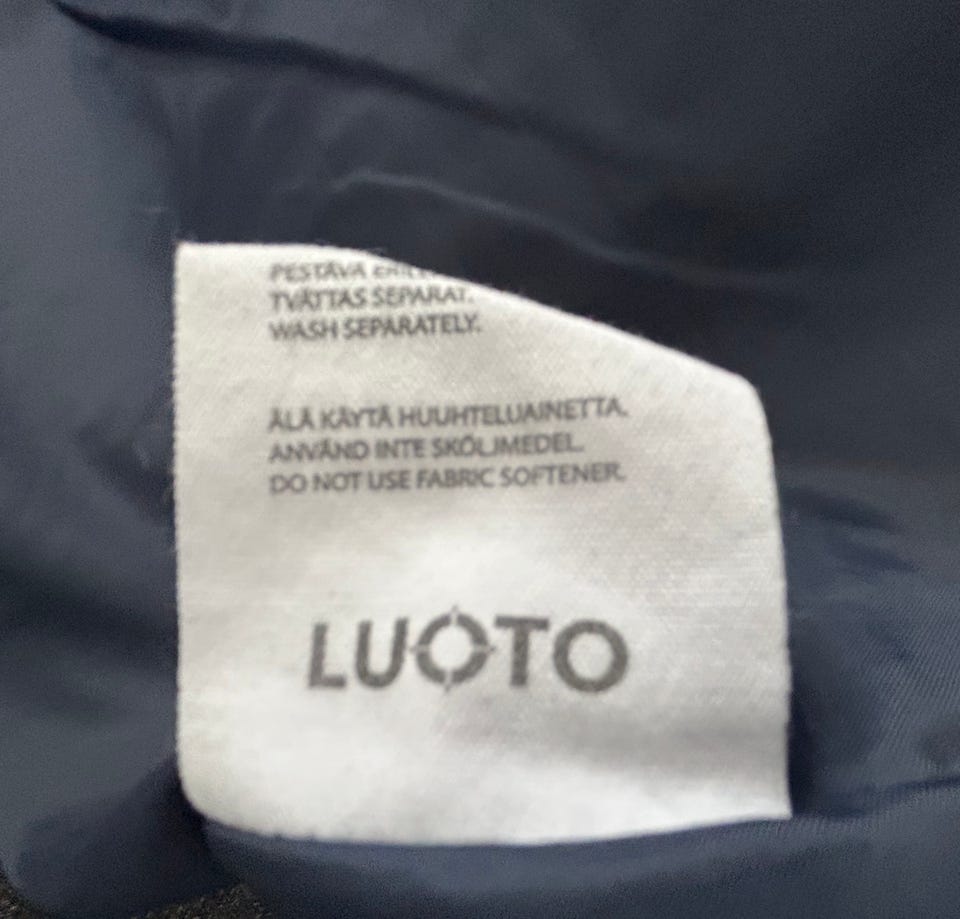 PESTÄVÄ
TVÄTTAS SEPARAT.
WASH SEPARATELY.
ÄLÄ KÄYTÄ HUUHTELUAINETTA.
ANVÄND INTE SKÖLJMEDEL.
DO NOT USE FABRIC SOFTENER.
LUOTO